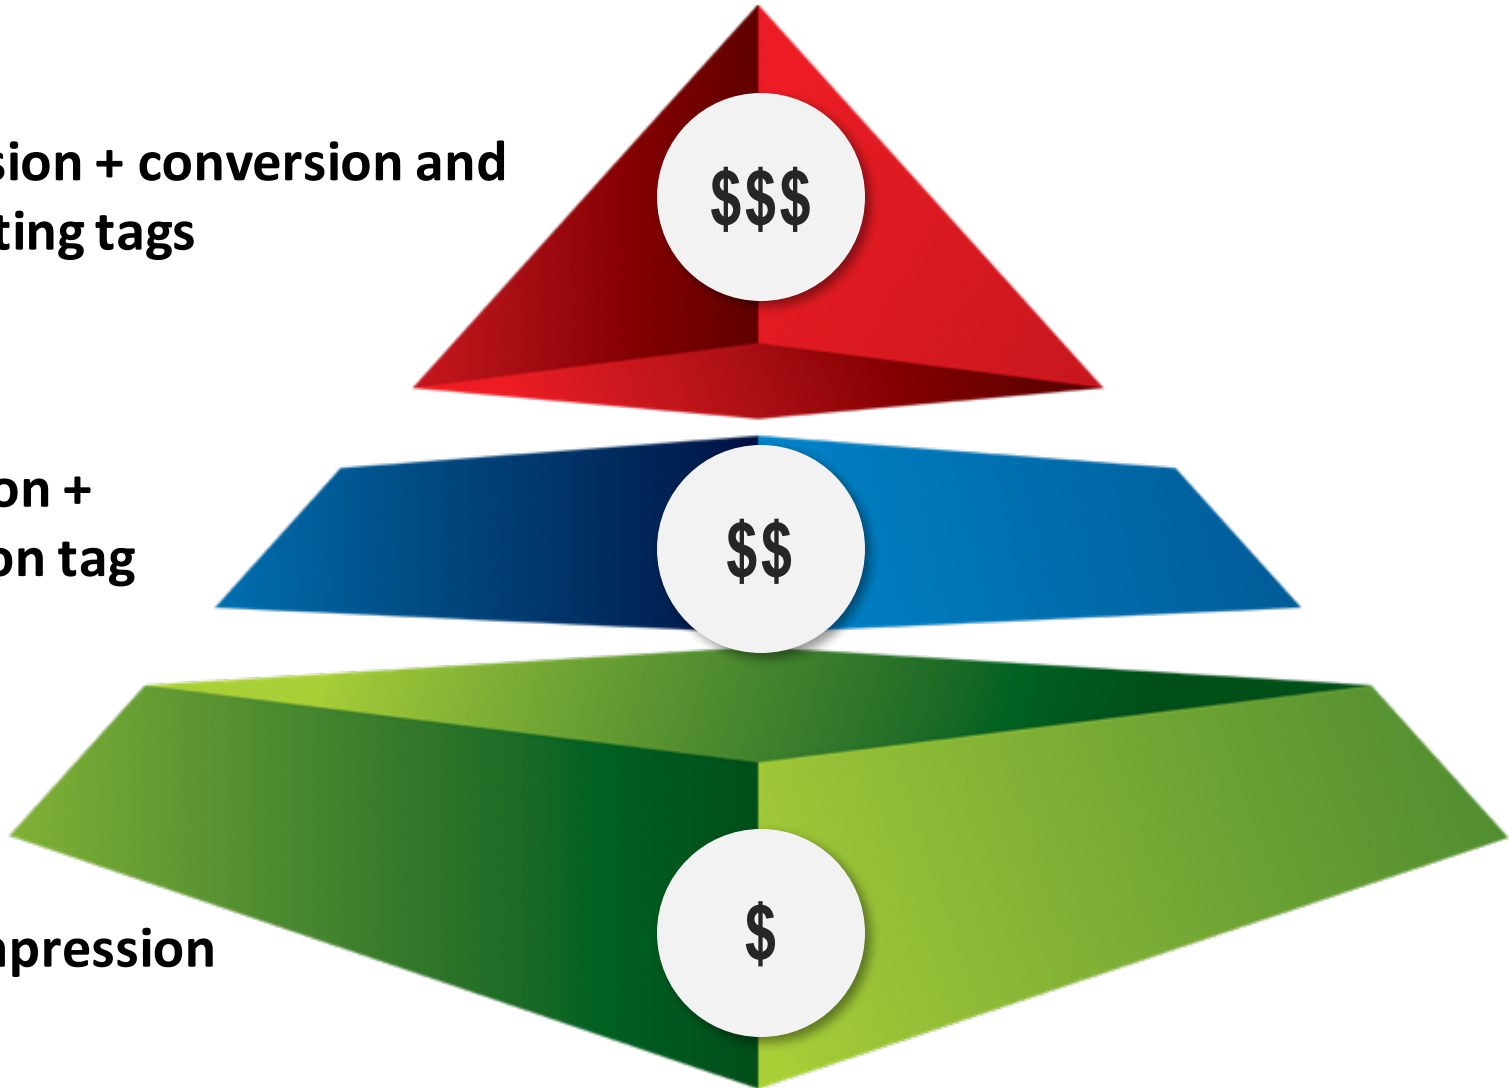 sion + conversion and
ting tags
$$$
on +
on tag
$$
$
pression